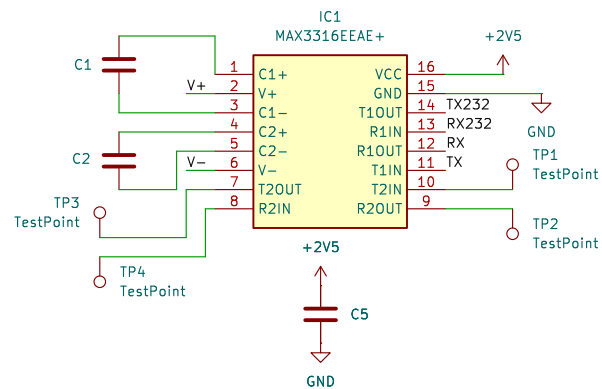 IC1
MAX3316EEAE+
+2V5
C1
1 C1+ VCC 16
V+ 2 V+ GND 15
3 C1- T1OUT 14 TX232
GND
4 C2+ R1IN 13 RX232
C2
5 C2- R1OUT 12 RX
V- 6 V- T1IN 11 TX
TP1
TestPoint
7 T2OUT T2IN 10
8 R2IN R2OUT 9
TP3
TestPoint
TP2
TestPoint
+2V5
TP4
TestPoint
C5
GND